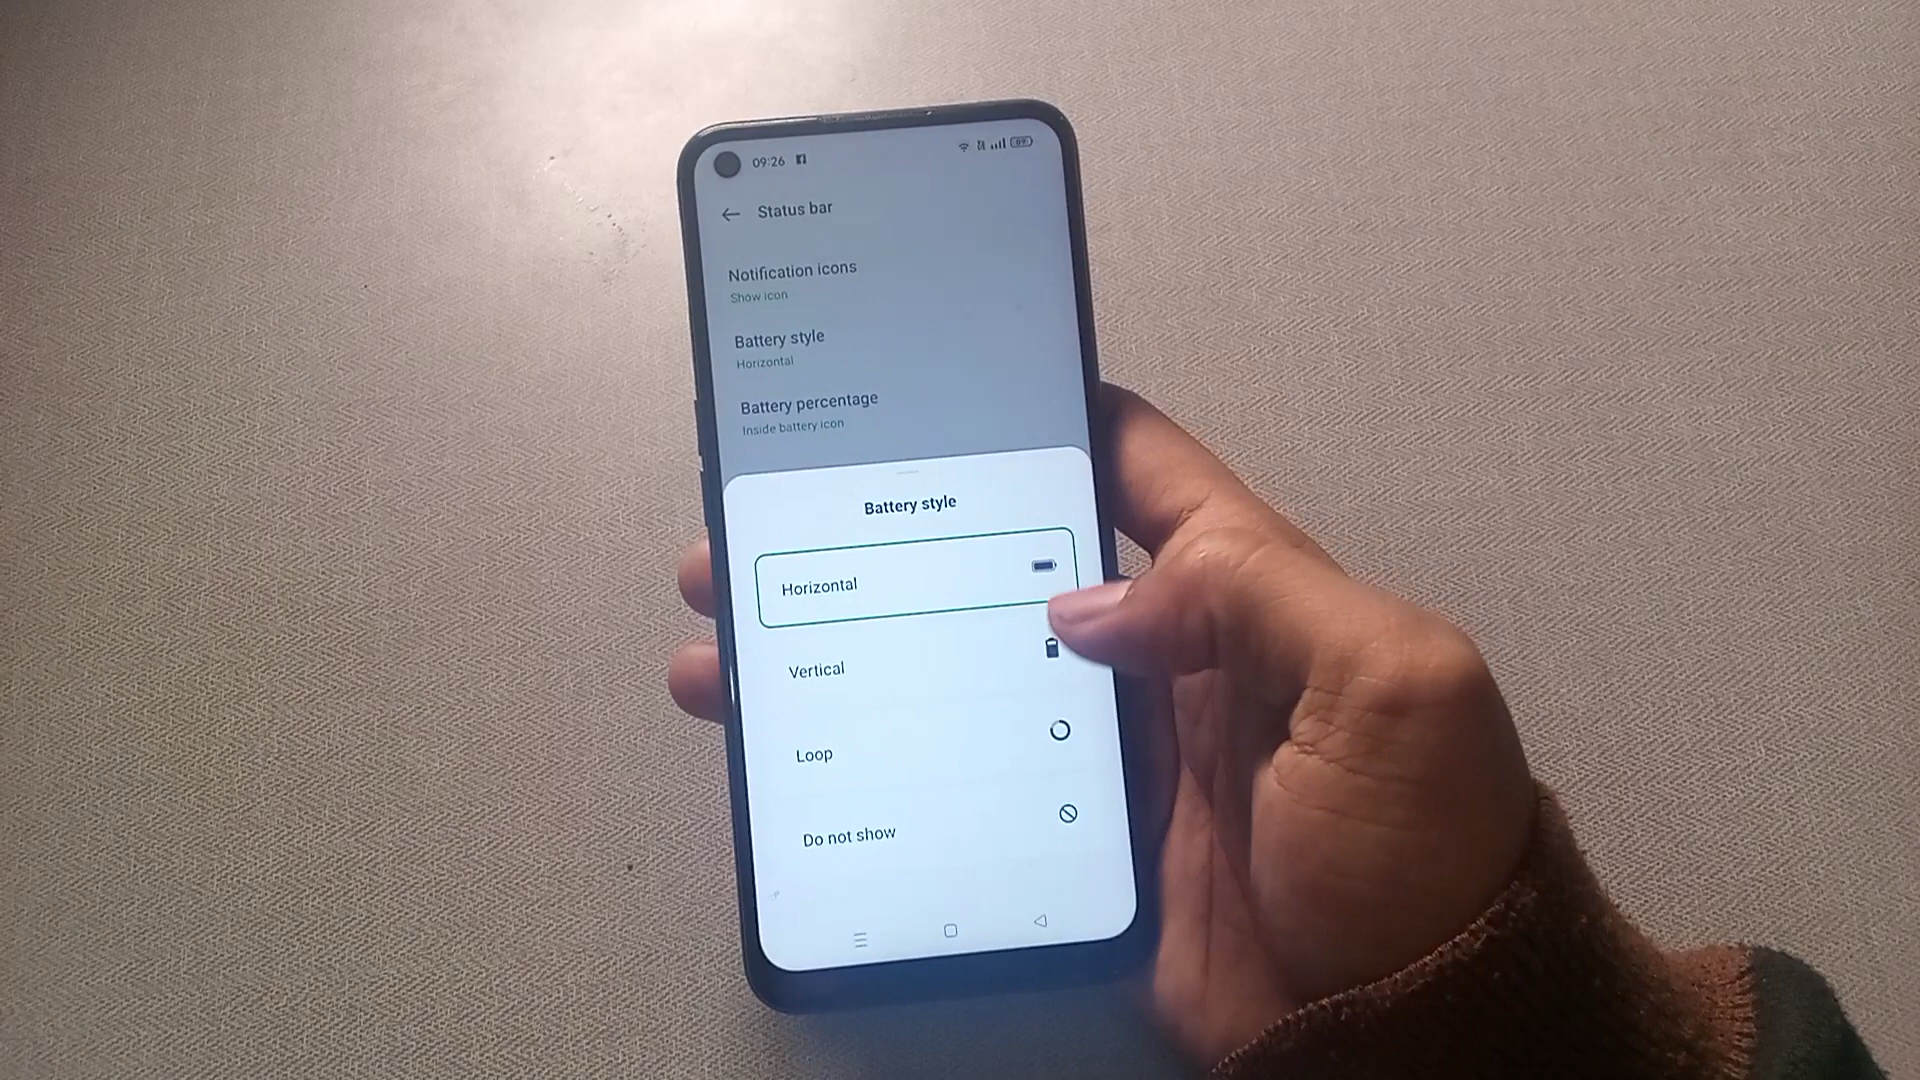 09:26
Status bar
Notification icons
Show icon
Battery style
Horizontal
Battery percentage
Inside battery icon
Battery style
Horizontal
Vertical
Loop
Do not show